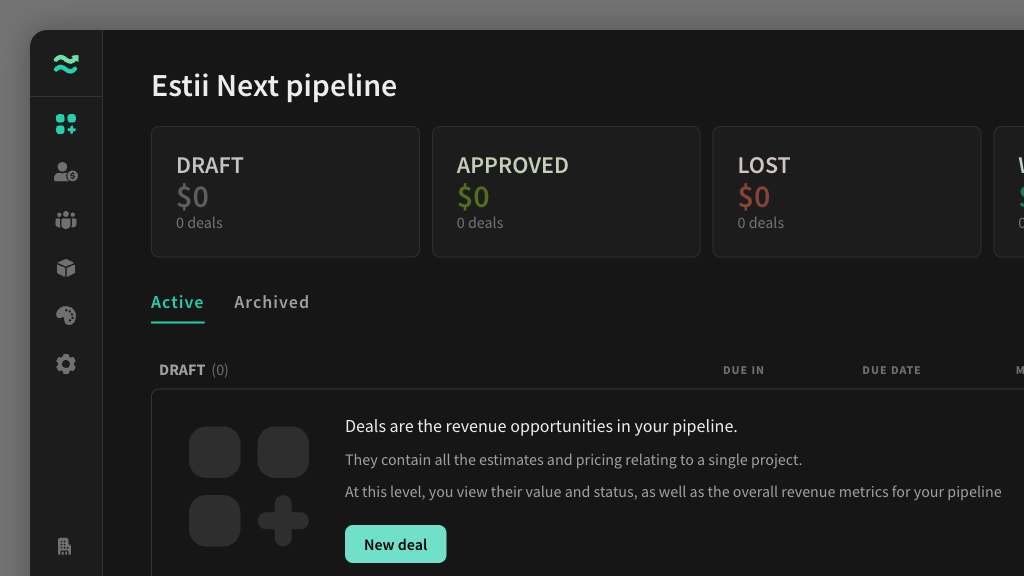 Estii Next pipeline
DRAFT
$0
0 deals
APPROVED
$0
0 deals
LOST
$0
0 deals
Active Archived
DRAFT (0) DUE IN DUE DATE
Deals are the revenue opportunities in your pipeline.
They contain all the estimates and pricing relating to a single project.
At this level, you view their value and status, as well as the overall revenue metrics for your pipeline
New deal